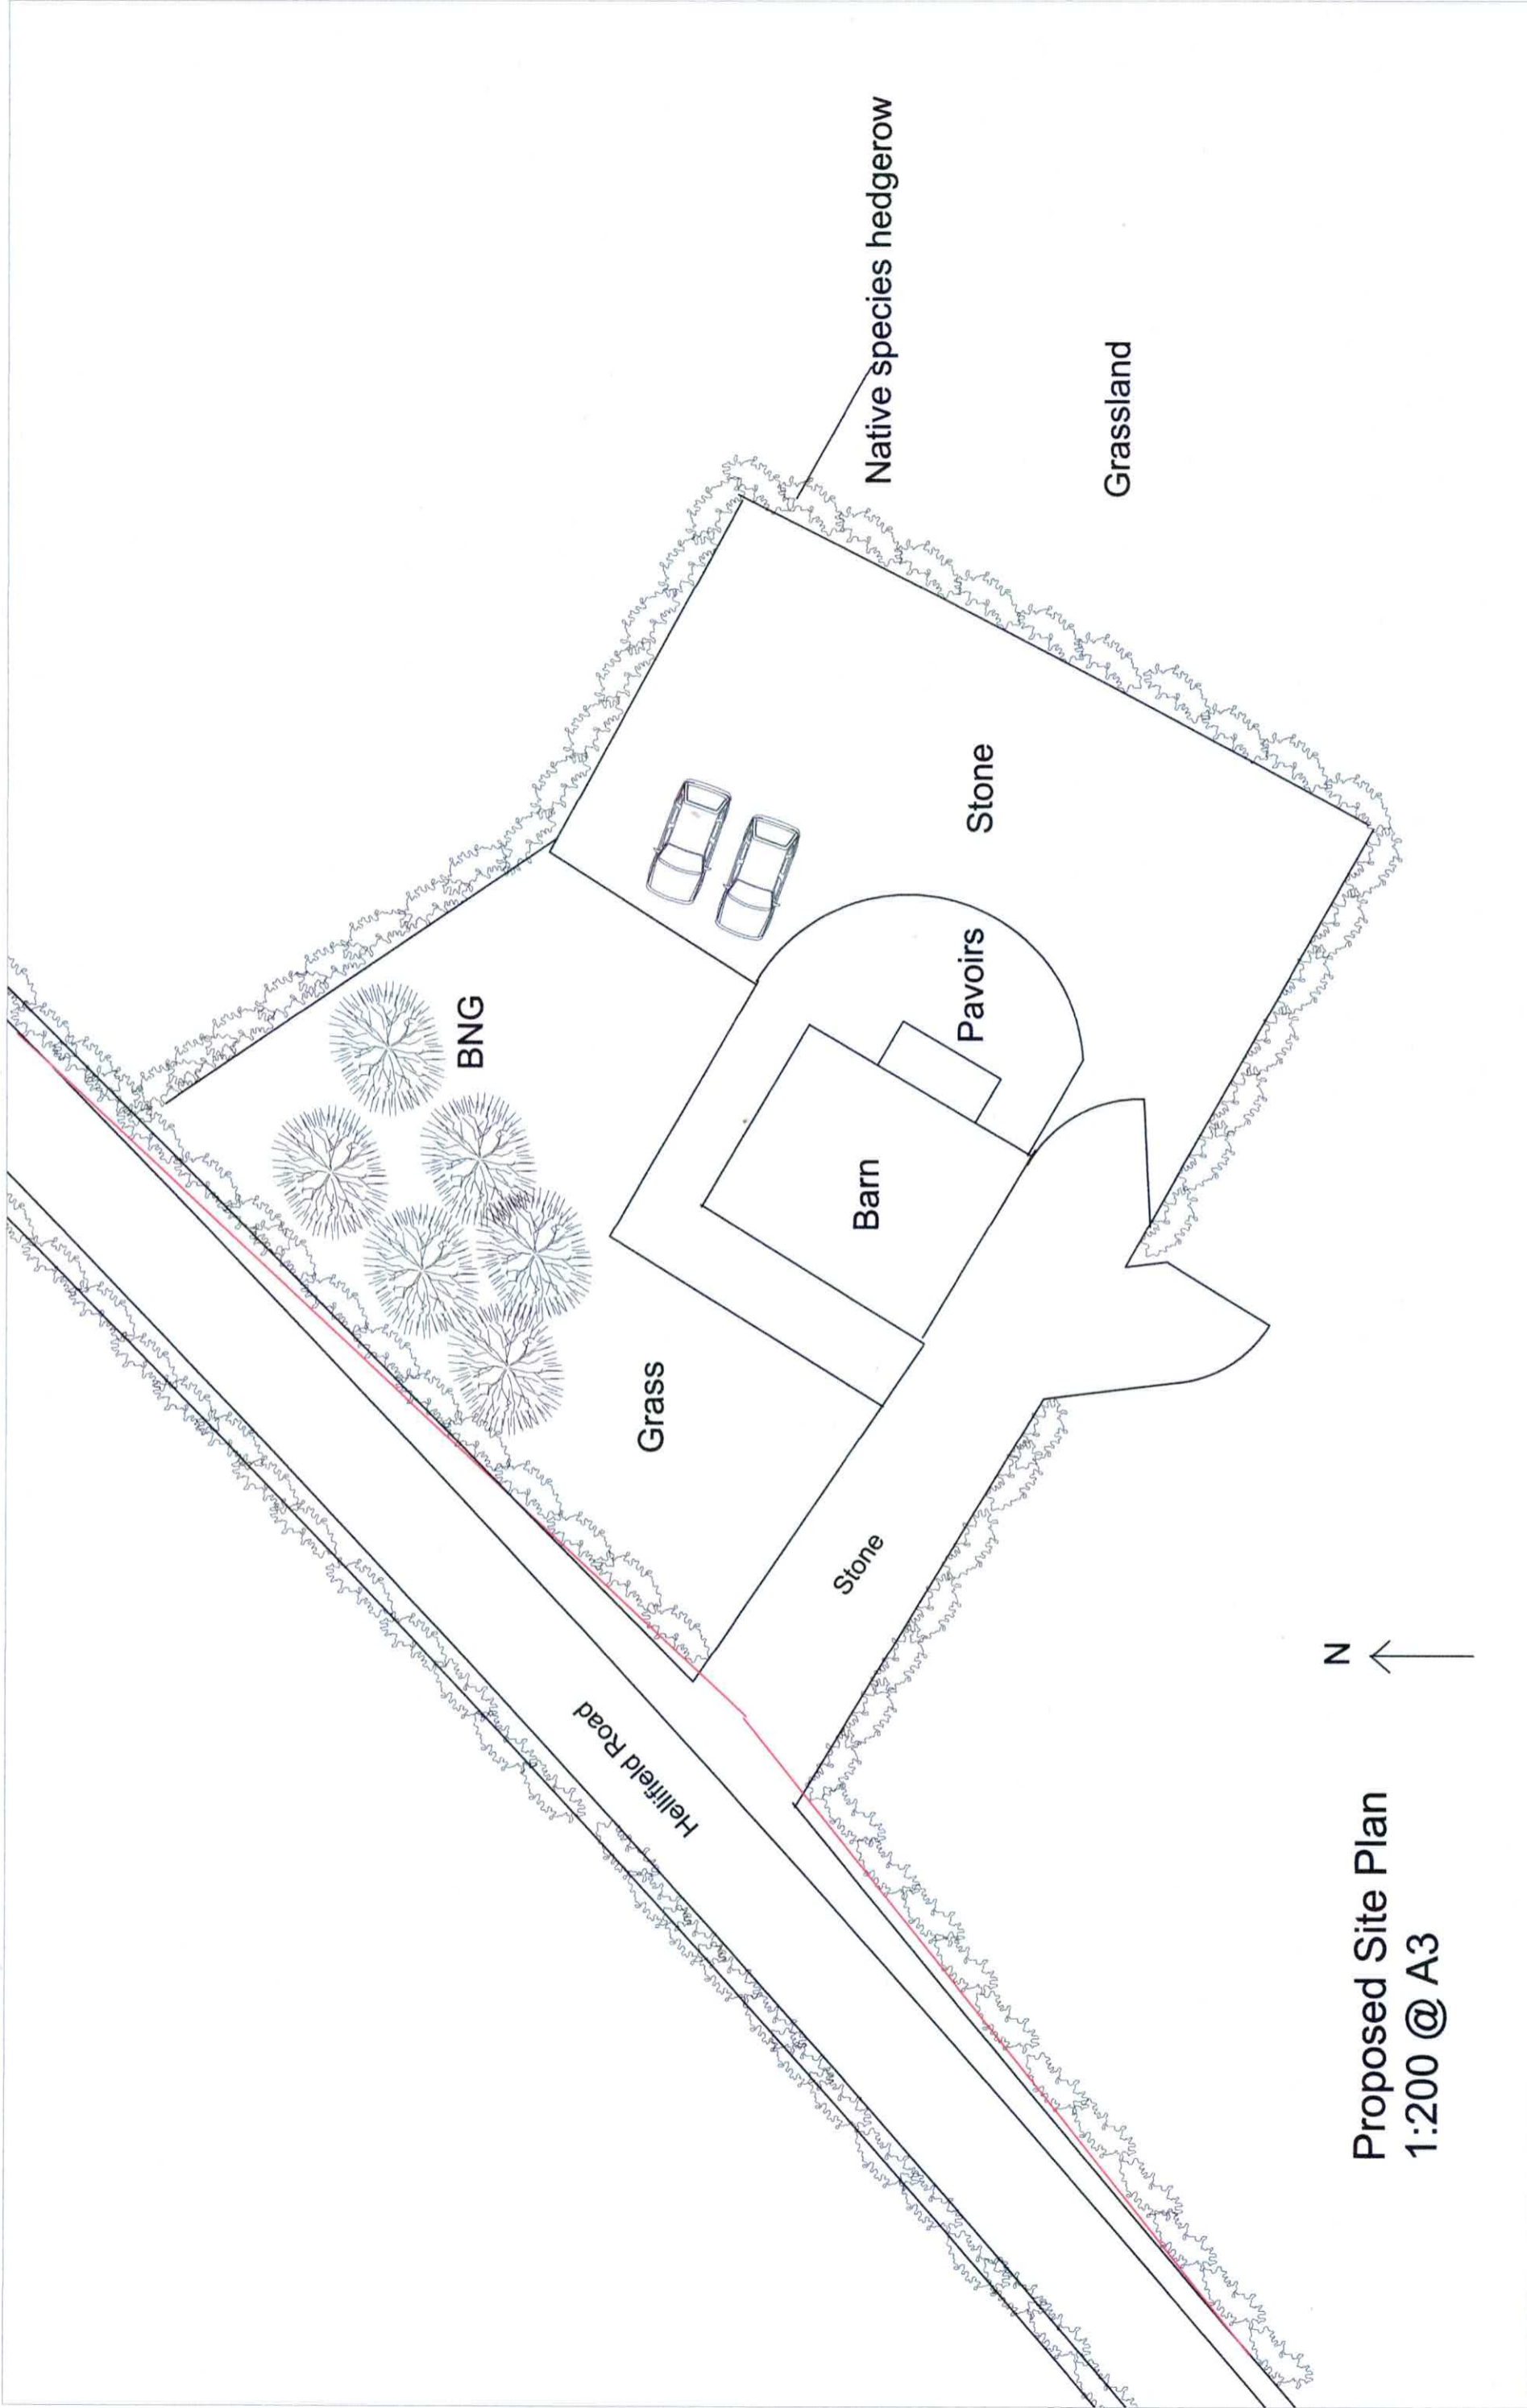 Native species hedgerow
Grassland
BNG
Stone
Pavoirs
Barn
Grass
Stone
Hellifield Road
N
Proposed Site Plan
1:200 @ A3